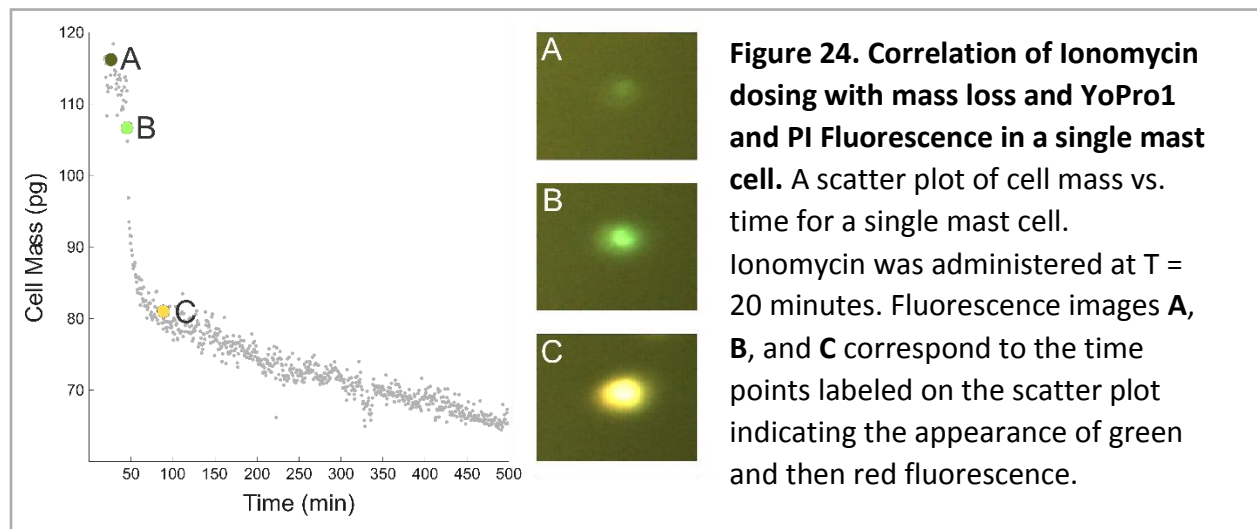 120
110
100
90
80
70
Cell Mass (pg)
A
B
C
50 100 150 200 250 300 350 400 450 500
Time (min)
A
B
C
Figure 24. Correlation of Ionomycin
dosing with mass loss and YoPro1
and PI Fluorescence in a single mast
cell. A scatter plot of cell mass vs.
time for a single mast cell.
Ionomycin was administered at T =
20 minutes. Fluorescence images A,
B, and C correspond to the time
points labeled on the scatter plot
indicating the appearance of green
and then red fluorescence.